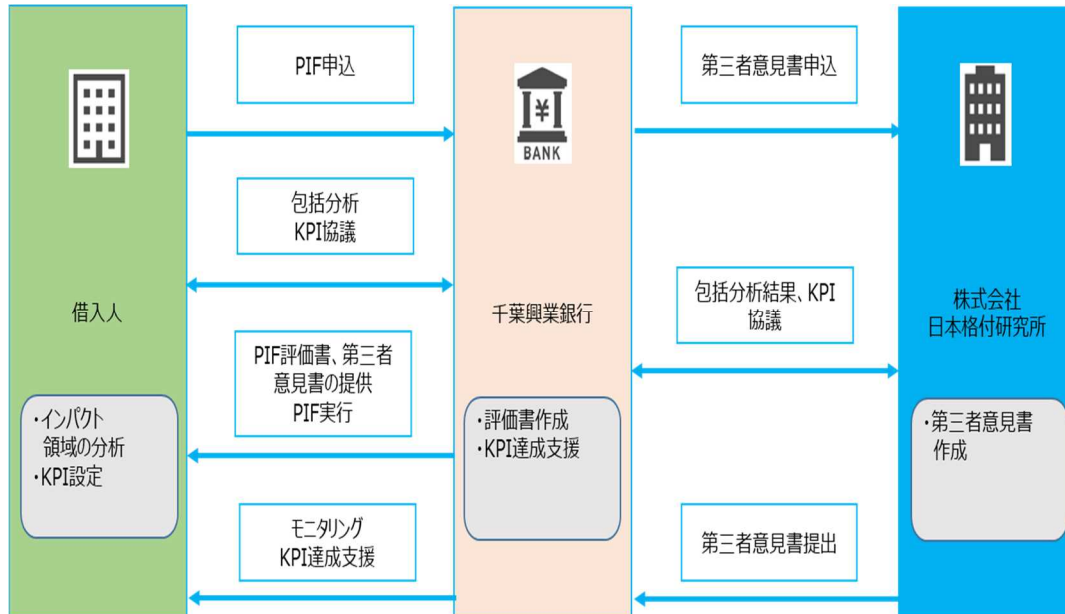 PIF申込
第三者意見書申込
BANK
包括分析
KPI協議
借入人
千葉興業銀行
包括分析結果、KPI
協議
株式会社
日本格付研究所
PIF評価書、第三者
意見書の提供
PIF実行
・インパクト
領域の分析
・KPI設定
・評価書作成
・KPI達成支援
・第三者意見書
作成
モニタリング
KPI達成支援
第三者意見書提出